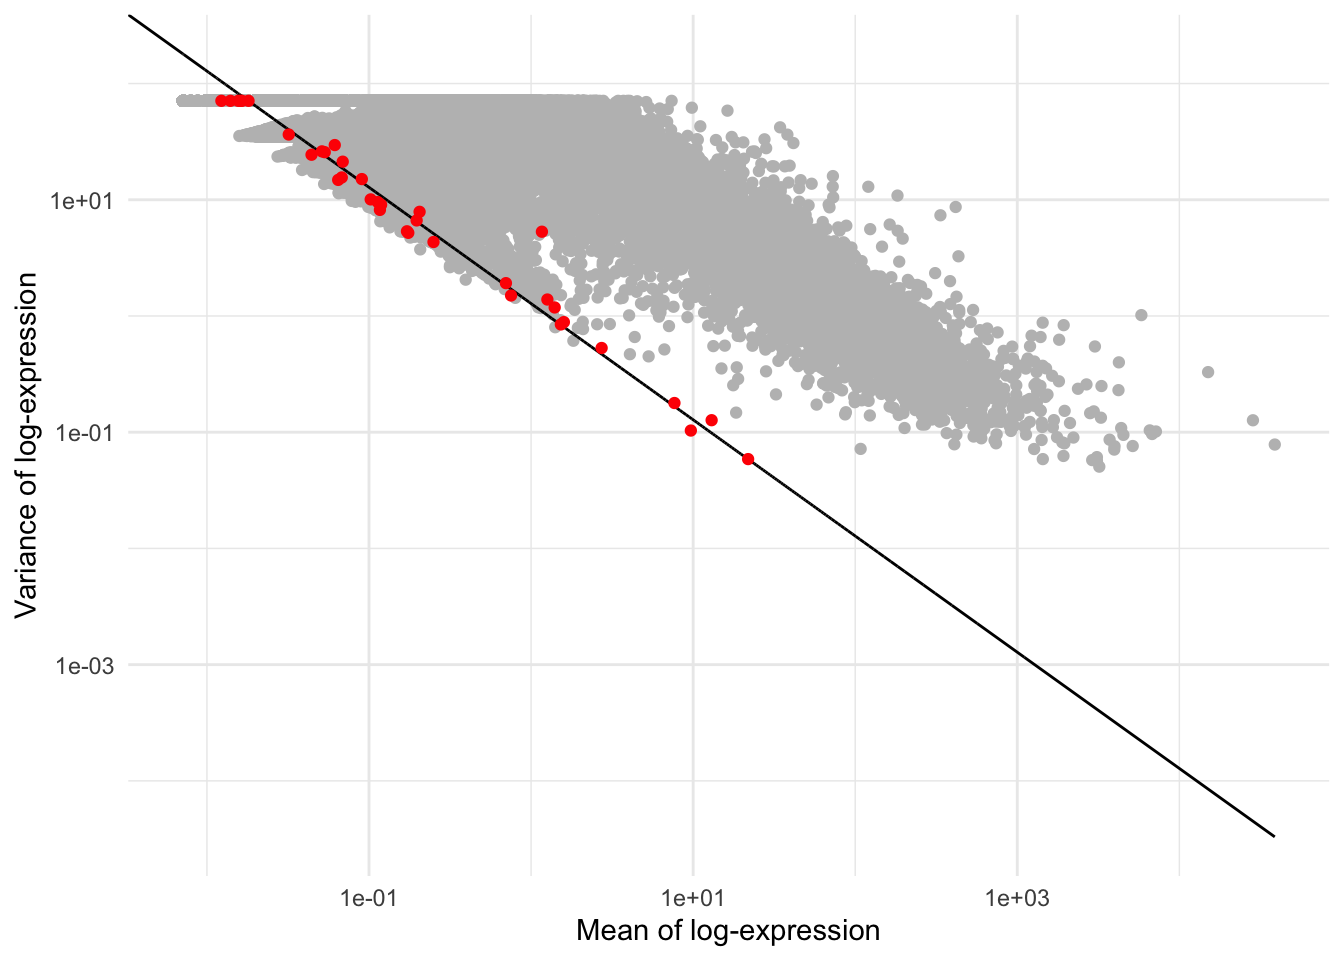 Variance of log-expression
1e+01
1e-01
1e-03
1e-01
1e+01
1e+03
Mean of log-expression